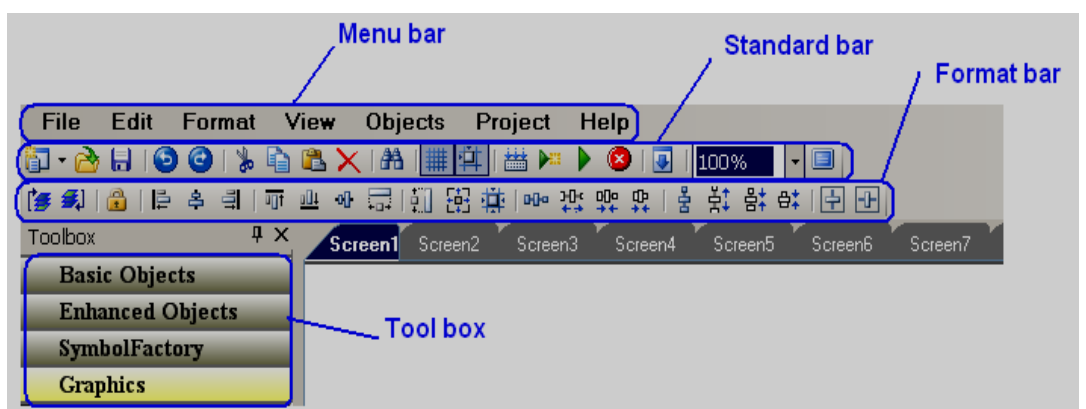 Menu bar
Standard bar
Format bar
File Edit Format View Objects Project Help
100%
Toolbox
Screen1 Screen2 Screen3 Screen4 Screen5 Screen6 Screen7
Basic Objects
Enhanced Objects
Tool box
SymbolFactory
Graphics